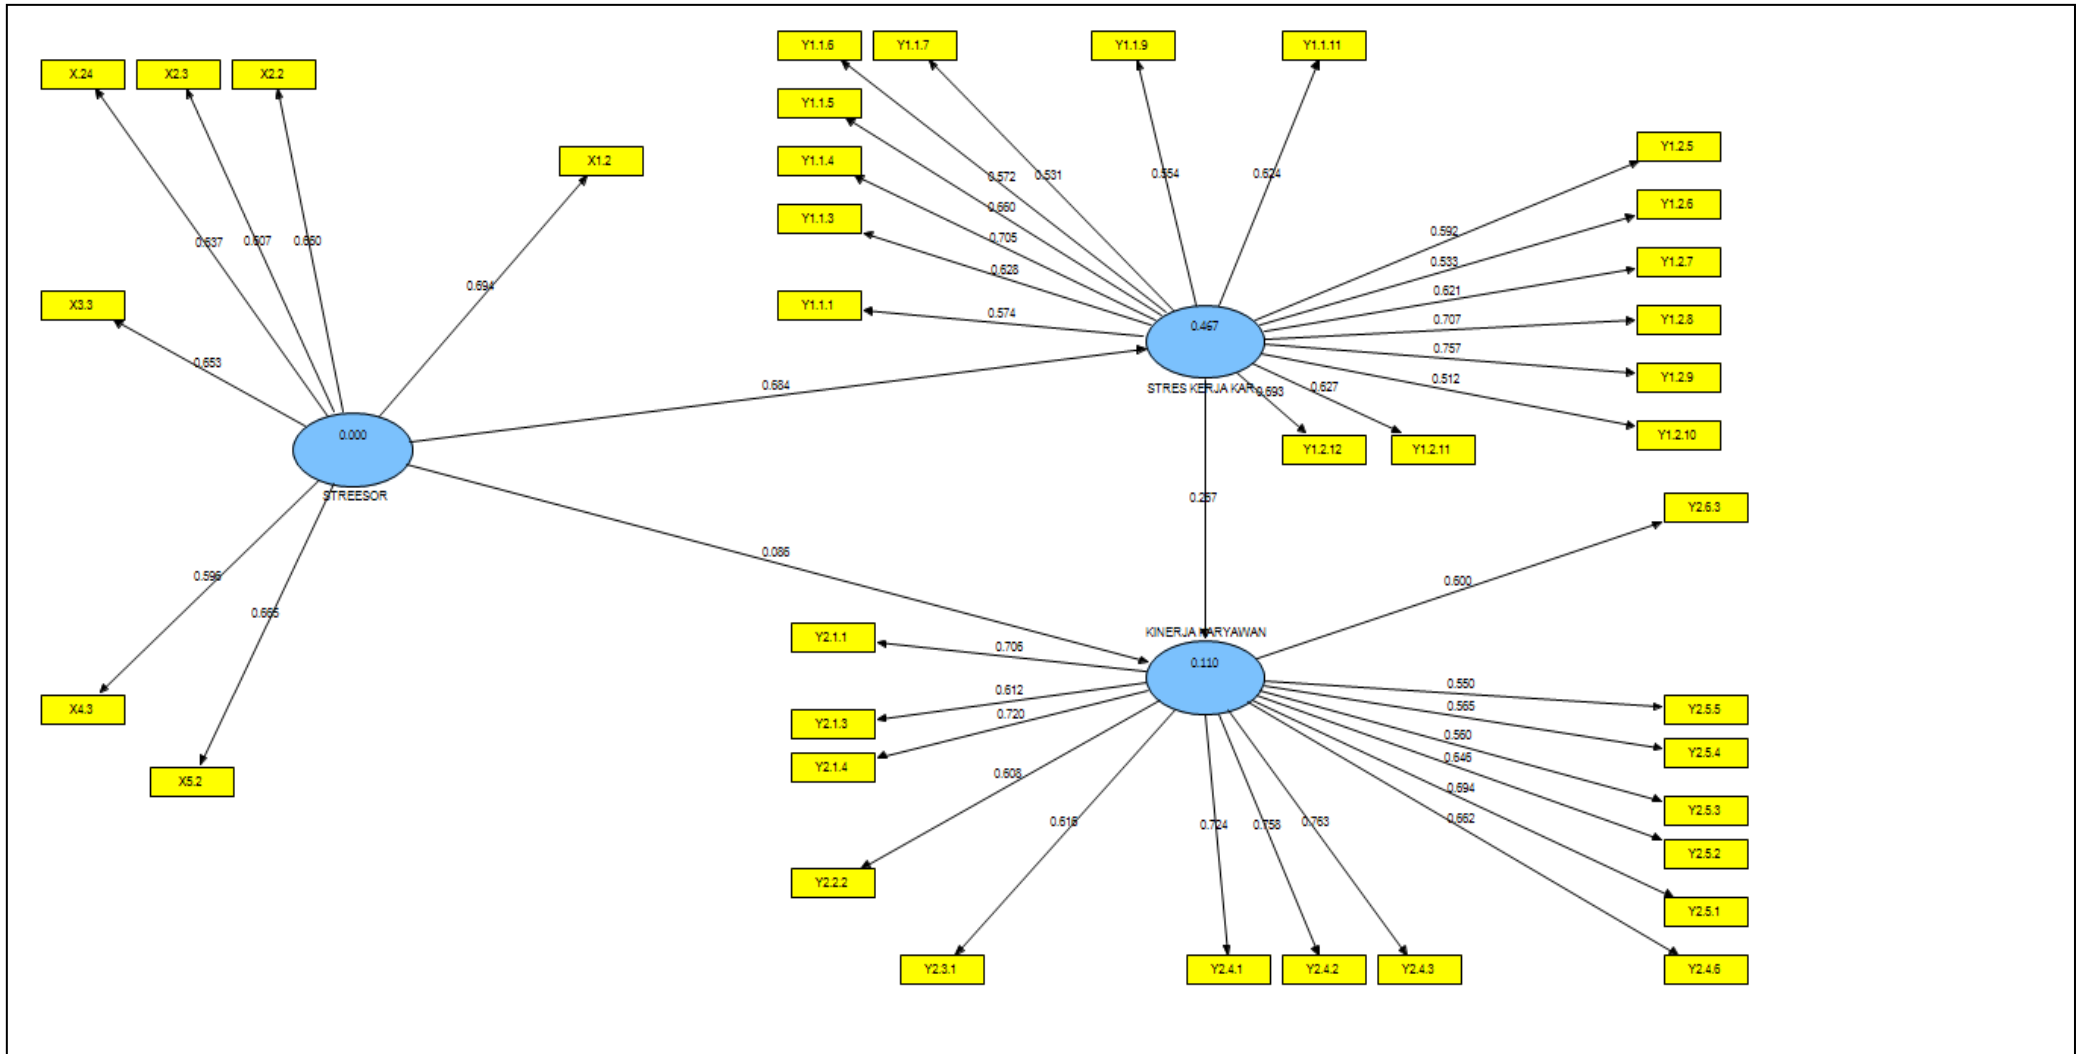 Y1.1.6 Y1.1.7 Y1.1.9 Y1.1.11
X.24 X2.3 X2.2
Y1.1.5
Y1.2.5
X1.2
Y1.1.4
0.572 0.531 0.554 0.624
Y1.2.6
0.660
Y1.1.3
0.592
0.637 0.607 0.650
0.705
0.533
Y1.2.7
0.628
0.694
0.621
X3.3
Y1.1.1
0.574
0.707
Y1.2.8
0.467
0.757
0.653
Y1.2.9
0.512
0.684
STRES KERJA KAR
0.693
0.627
0.000
Y1.2.10
Y1.2.12
Y1.2.11
STREESOR
0.257
Y2.6.3
0.086
0.596
0.600
0.665
KINERJA KARYAWAN
Y2.1.1
0.706
0.110
0.612
0.550
X4.3
Y2.1.3
0.720
0.565
Y2.5.5
0.560
Y2.5.4
0.646
Y2.1.4
0.608
X5.2
0.694
Y2.5.3
0.616
0.724 0.758 0.763
0.662
Y2.5.2
Y2.2.2
Y2.5.1
Y2.3.1 Y2.4.1 Y2.4.2 Y2.4.3 Y2.4.6